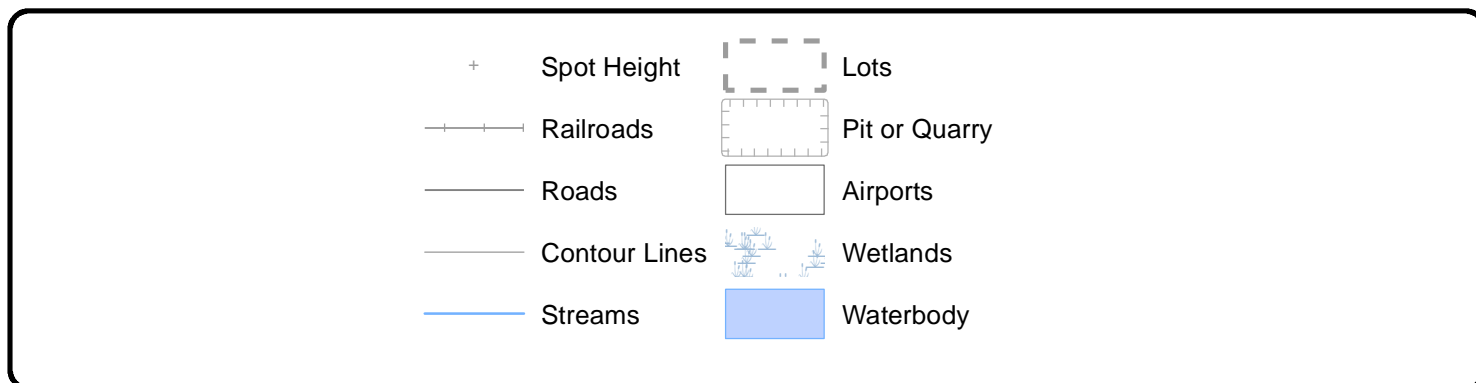 Spot Height
Railroads
Roads
Contour Lines
Streams
Lots
Pit or Quarry
Airports
Wetlands
Waterbody